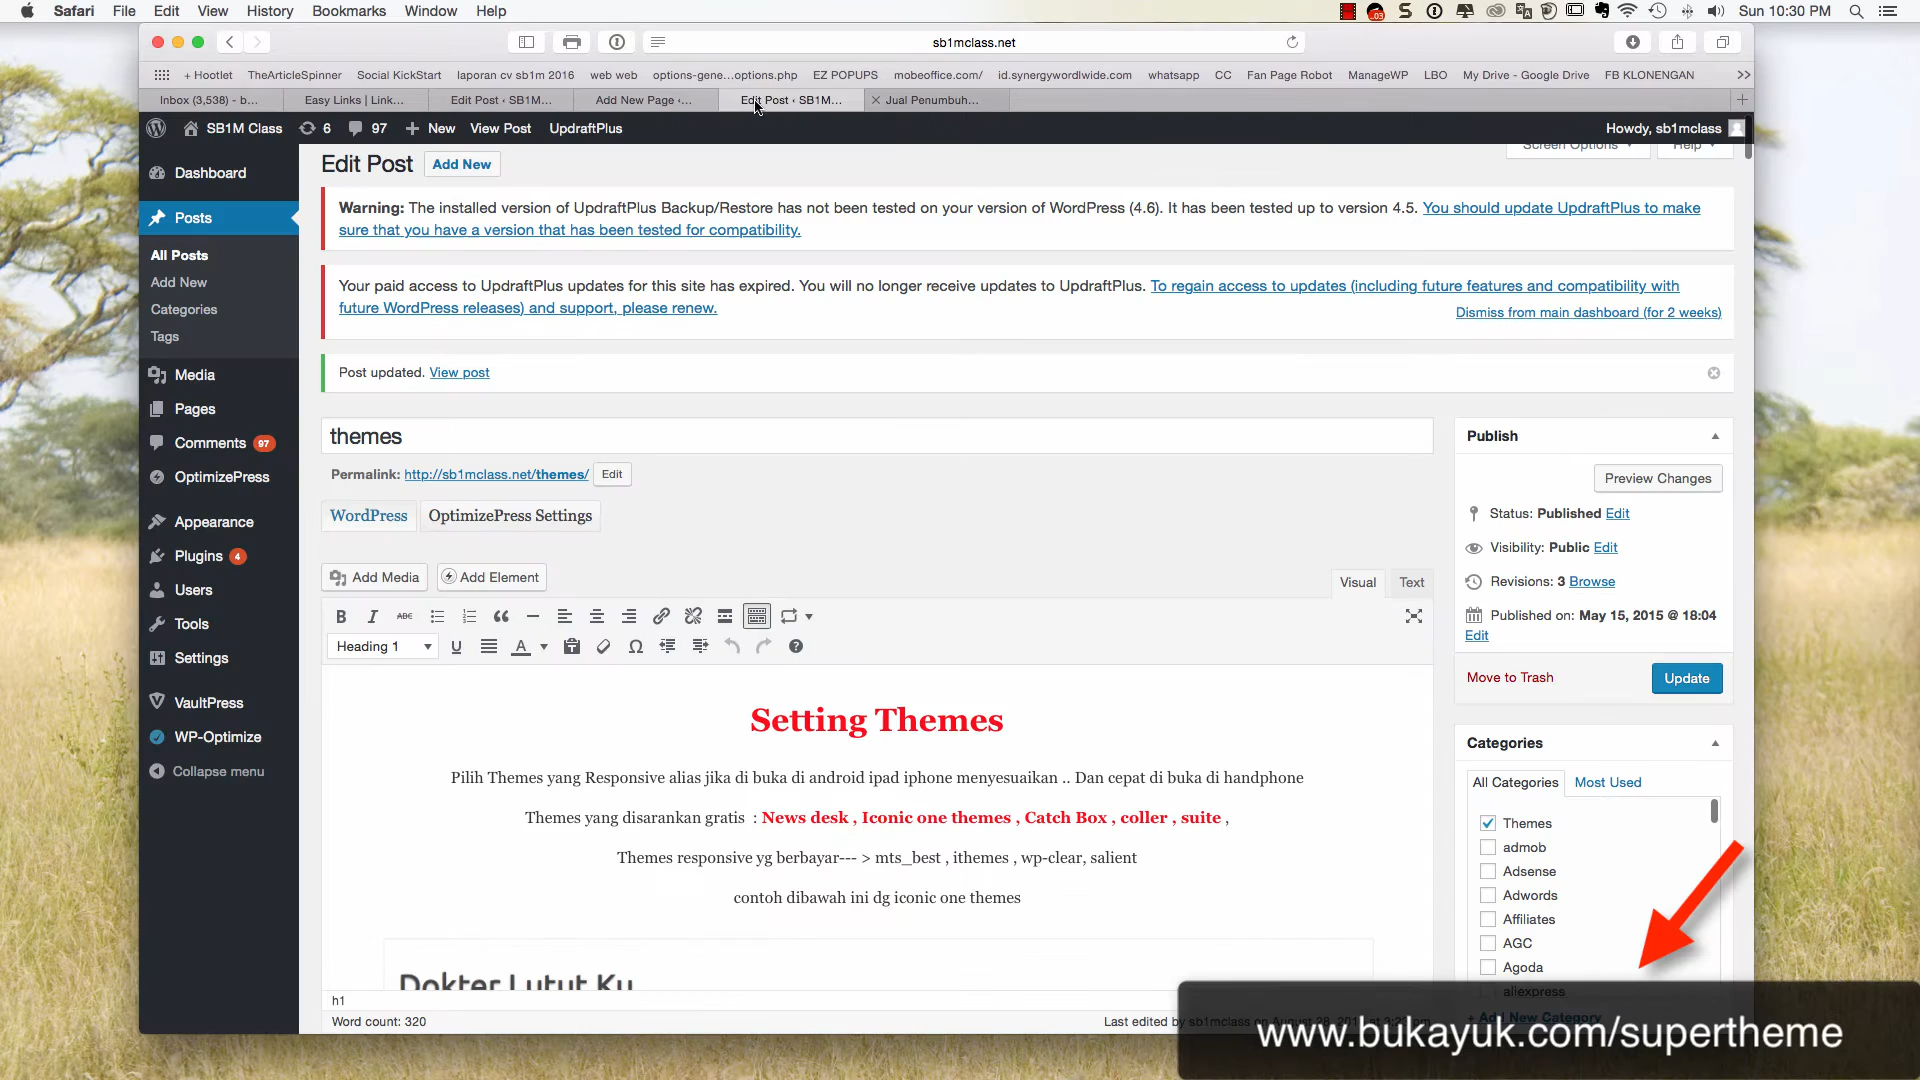 Safari File Edit View History Bookmarks Window Help
.03 Sun 10:30 PM
sb1mclass.net
+ Hootlet TheArticleSpinner Social KickStart laporan cv sb1m 2016 web web options-gene...options.php EZ POPUPS mobeoffice.com/ id.synergywordlwide.com whatsapp CC Fan Page Robot ManageWP LBO My Drive - Google Drive FB KLONENGAN
Inbox (3,538) - b... Easy Links | Link... Edit Post ‹ SB1M... Add New Page ‹... Edit Post ‹ SB1M... Jual Penumbuh...
SB1M Class 6 97 New View Post UpdraftPlus Howdy, sb1mclass
Screen Options Help
Edit Post Add New
Warning: The installed version of UpdraftPlus Backup/Restore has not been tested on your version of WordPress (4.6). It has been tested up to version 4.5. You should update UpdraftPlus to make
sure that you have a version that has been tested for compatibility.
Your paid access to UpdraftPlus updates for this site has expired. You will no longer receive updates to UpdraftPlus. To regain access to updates (including future features and compatibility with
future WordPress releases) and support, please renew.
Dismiss from main dashboard (for 2 weeks)
Post updated. View post
Dashboard
Posts
All Posts
Add New
Categories
Tags
Media
Pages
Comments 97
OptimizePress
Appearance
Plugins 4
Users
Tools
Settings
VaultPress
WP-Optimize
Collapse menu
themes
Permalink: http://sb1mclass.net/themes/ Edit
WordPress OptimizePress Settings
Add Media Add Element
Visual Text
B I ABC
Heading 1 U A Ω
Setting Themes
Pilih Themes yang Responsive alias jika di buka di android ipad iphone menyesuaikan .. Dan cepat di buka di handphone
Themes yang disarankan gratis : News desk , Iconic one themes , Catch Box , coller , suite ,
Themes responsive yg berbayar--- > mts_best , ithemes , wp-clear, salient
contoh dibawah ini dg iconic one themes
Dokter Lutut Ku
h1
Word count: 320
Last edited by sb1mclass on August 28,
Publish
Preview Changes
Status: Published Edit
Visibility: Public Edit
Revisions: 3 Browse
Published on: May 15, 2015 @ 18:04
Edit
Move to Trash Update
Categories
All Categories Most Used
Themes
admob
Adsense
Adwords
Affiliates
AGC
Agoda
aliexpress
+ Add New Category
www.bukayuk.com/supertheme